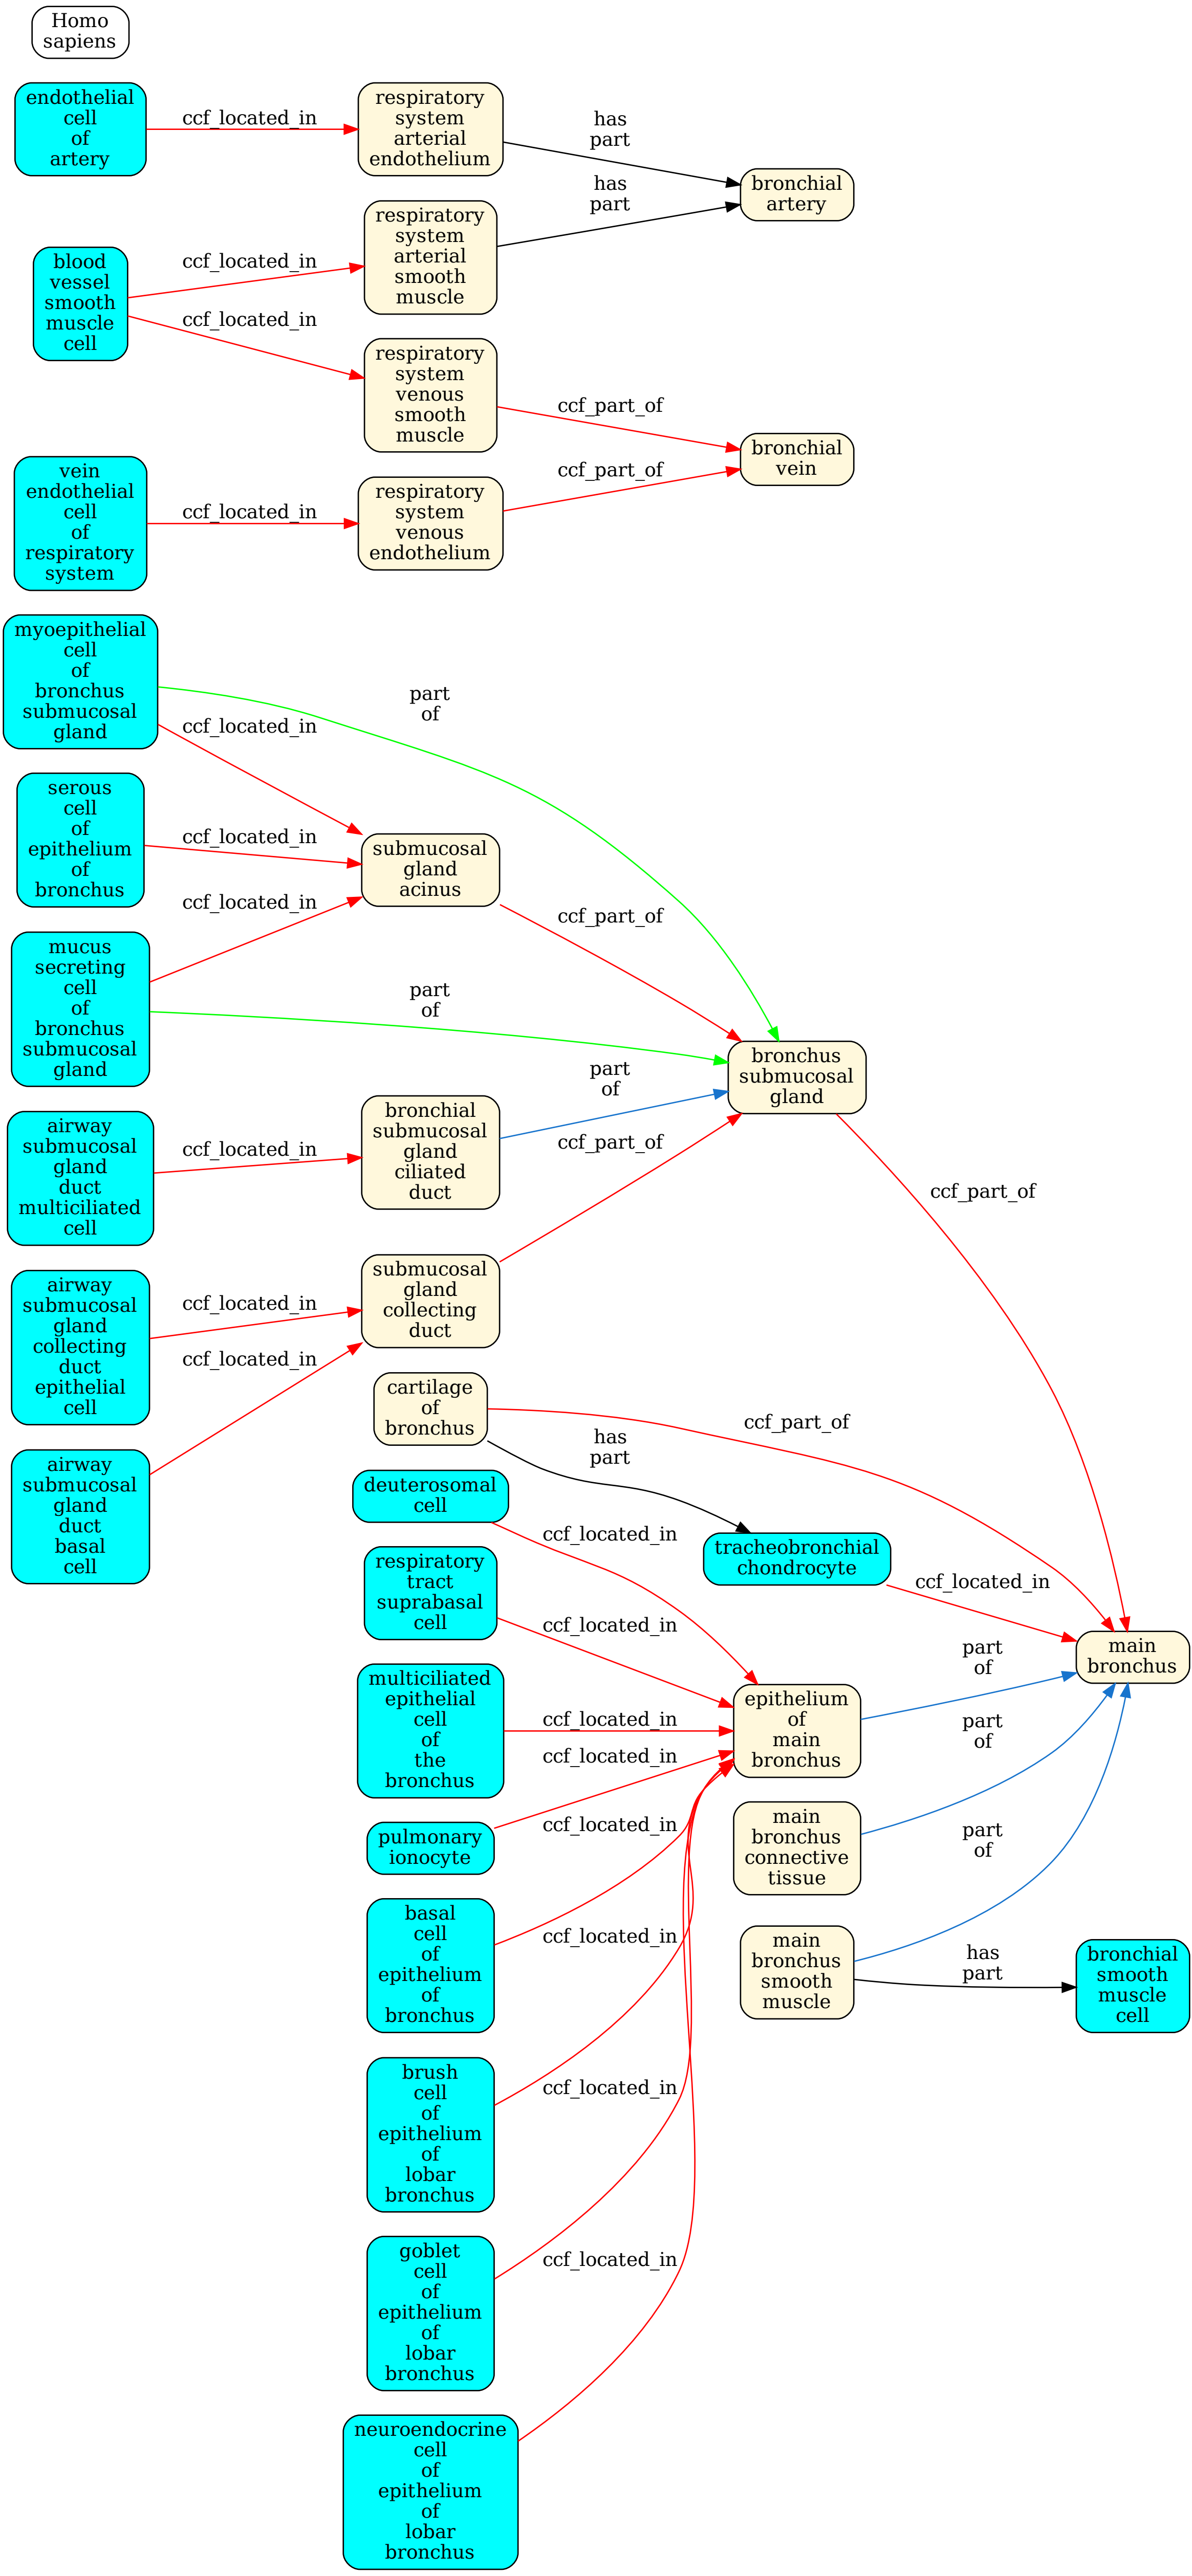 Homo
sapiens
endothelial
cell
of
artery
ccf_located_in
respiratory
system
arterial
endothelium
has
part
bronchial
artery
blood
vessel
smooth
muscle
cell
ccf_located_in
ccf_located_in
respiratory
system
arterial
smooth
muscle
has
part
respiratory
system
venous
smooth
muscle
ccf_part_of
bronchial
vein
vein
endothelial
cell
of
respiratory
system
ccf_located_in
respiratory
system
venous
endothelium
ccf_part_of
myoepithelial
cell
of
bronchus
submucosal
gland
part
of
ccf_located_in
serous
cell
of
epithelium
of
bronchus
ccf_located_in
submucosal
gland
acinus
ccf_part_of
mucus
secreting
cell
of
bronchus
submucosal
gland
ccf_located_in
part
of
bronchus
submucosal
gland
ccf_part_of
airway
submucosal
gland
duct
multiciliated
cell
ccf_located_in
bronchial
submucosal
gland
ciliated
duct
part
of
airway
submucosal
gland
collecting
duct
epithelial
cell
ccf_located_in
submucosal
gland
collecting
duct
ccf_part_of
airway
submucosal
gland
duct
basal
cell
ccf_located_in
cartilage
of
bronchus
ccf_part_of
has
part
tracheobronchial
chondrocyte
ccf_located_in
main
bronchus
deuterosomal
cell
ccf_located_in
respiratory
tract
suprabasal
cell
ccf_located_in
multiciliated
epithelial
cell
of
the
bronchus
ccf_located_in
epithelium
of
main
bronchus
part
of
pulmonary
ionocyte
ccf_located_in
main
bronchus
connective
tissue
part
of
basal
cell
of
epithelium
of
bronchus
ccf_located_in
main
bronchus
smooth
muscle
part
of
has
part
bronchial
smooth
muscle
cell
brush
cell
of
epithelium
of
lobar
bronchus
ccf_located_in
goblet
cell
of
epithelium
of
lobar
bronchus
ccf_located_in
neuroendocrine
cell
of
epithelium
of
lobar
bronchus
ccf_located_in